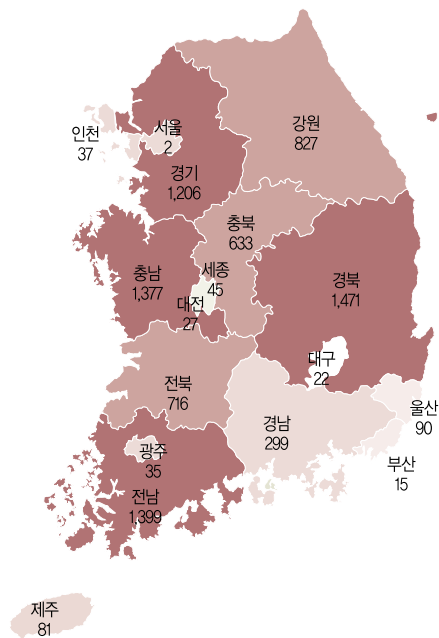 강원
827
서울
2
인천
37
경기
1,206
충북
633
세종
45
충남
1,377
대전
27
경북
1,471
대구
22
전북
716
울산
90
경남
299
광주
35
부산
15
전남
1,399
제주
81